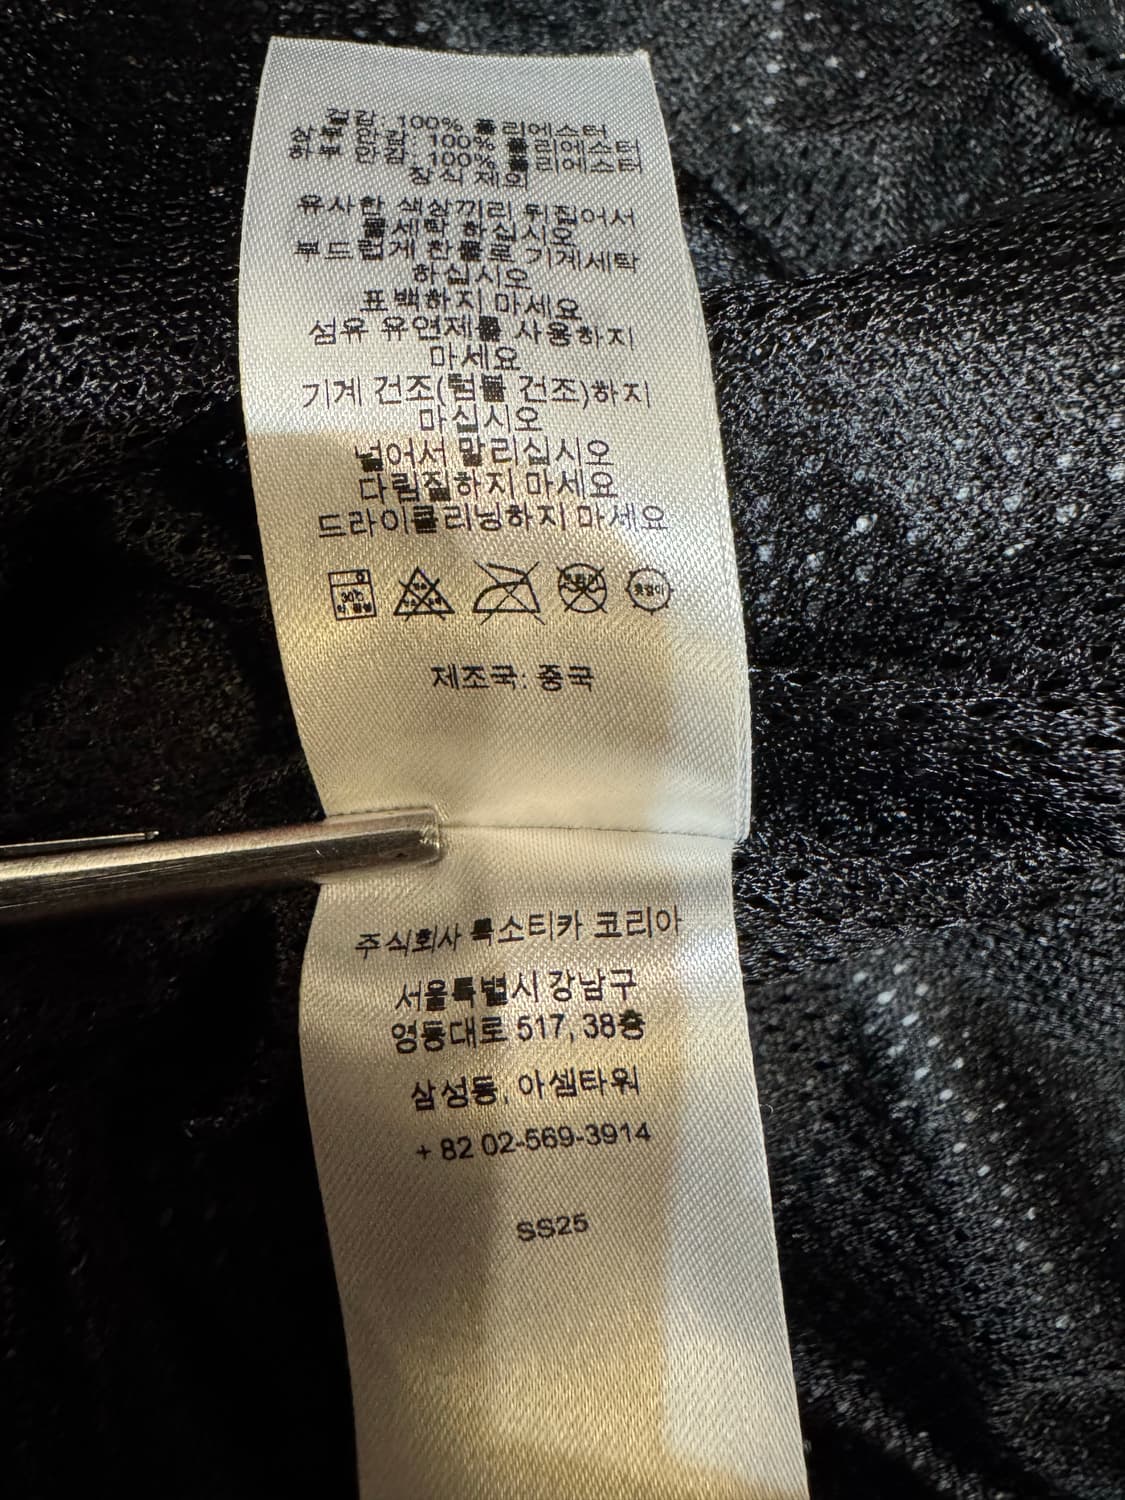 겉감: 100% 폴리에스터
상부 안감: 100% 폴리에스터
하부 안감: 100% 폴리에스터
장식 제외
유사한 색상끼리 뒤집어서
물세탁 하십시오
부드럽게 찬물로 기계세탁
하십시오
표백하지 마세요
섬유 유연제를 사용하지
마세요
기계 건조(텀블 건조)하지
마십시오
널어서 말리십시오
다림질하지 마세요
드라이클리닝하지 마세요
30℃
제조국: 중국
주식회사 룩소티카 코리아
서울특별시 강남구
영동대로 517, 38층
삼성동, 아셈타워
+ 82 02-569-3914
SS25